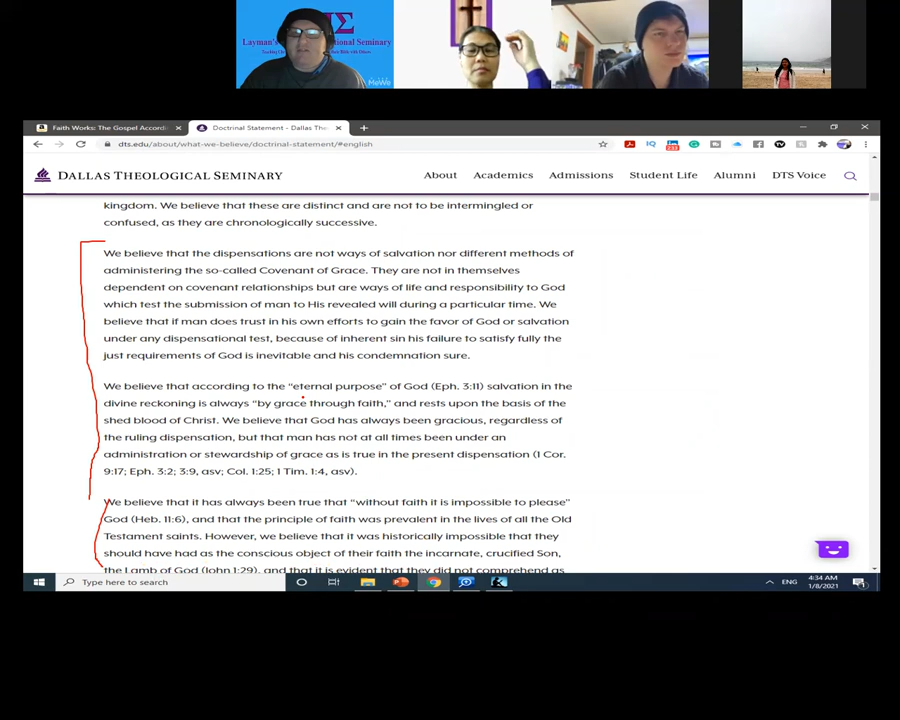 Layman's
onal Seminary
MeWe
Faith Works: The Gospel Accordi
Doctrinal Statement - Dallas The
dts.edu/about/what-we-believe/doctrinal-statement/#english
DALLAS THEOLOGICAL SEMINARY
About
Academics
Admissions
Student Life
Alumni
DTS Voice
kingdom. We believe that these are distinct and are not to be intermingled or
confused, as they are chronologically successive.
We believe that the dispensations are not ways of salvation nor different methods of
administering the so-called Covenant of Grace. They are not in themselves
dependent on covenant relationships but are ways of life and responsibility to God
which test the submission of man to His revealed will during a particular time. We
believe that if man does trust in his own efforts to gain the favor of God or salvation
under any dispensational test, because of inherent sin his failure to satisfy fully the
just requirements of God is inevitable and his condemnation sure.
We believe that according to the “eternal purpose” of God (Eph. 3:11) salvation in the
divine reckoning is always “by grace through faith,” and rests upon the basis of the
shed blood of Christ. We believe that God has always been gracious, regardless of
the ruling dispensation, but that man has not at all times been under an
administration or stewardship of grace as is true in the present dispensation (1 Cor.
9:17; Eph. 3:2; 3:9, asv; Col. 1:25; 1 Tim. 1:4, asv).
We believe that it has always been true that “without faith it is impossible to please”
God (Heb. 11:6), and that the principle of faith was prevalent in the lives of all the Old
Testament saints. However, we believe that it was historically impossible that they
should have had as the conscious object of their faith the incarnate, crucified Son,
the Lamb of God (John 1:29), and that it is evident that they did not comprehend as
Type here to search
ENG
4:34 AM
1/8/2021